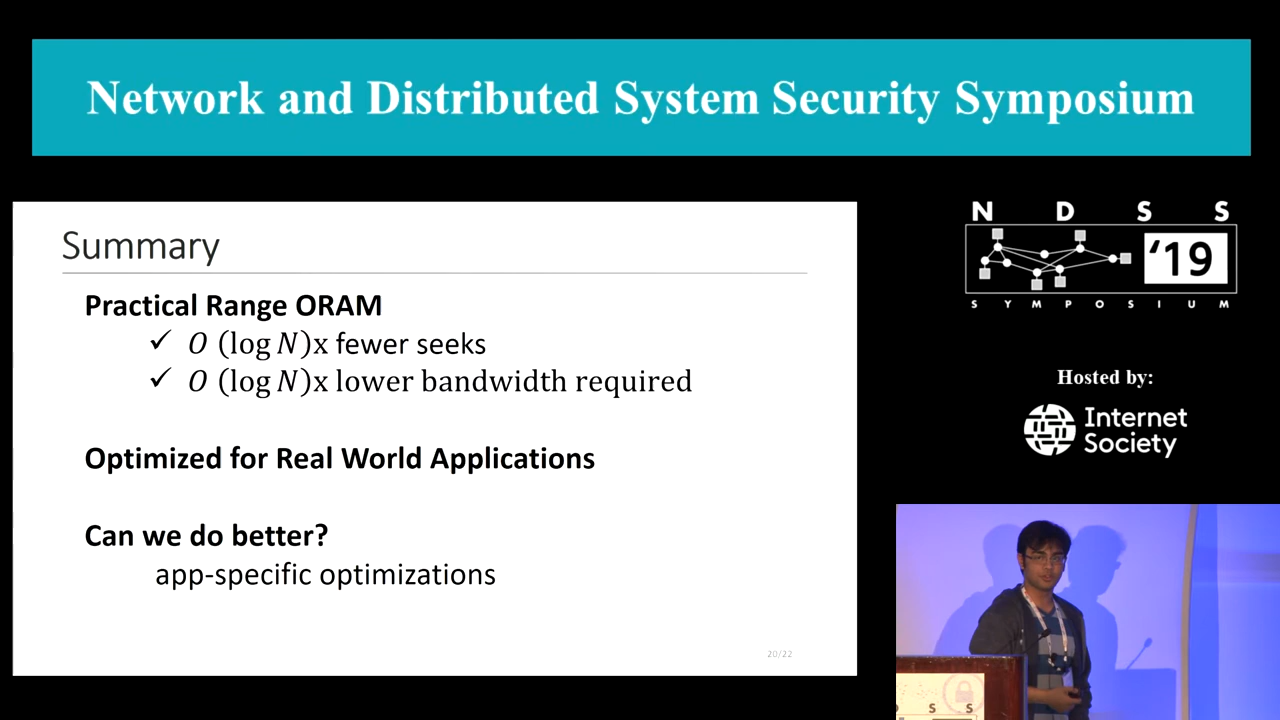 Network and Distributed System Security Symposium
N D S S
'19
S Y M P O S I U M
Summary
Practical Range ORAM
✓ O (log N)x fewer seeks
✓ O (log N)x lower bandwidth required
Optimized for Real World Applications
Can we do better?
app-specific optimizations
20/22
Hosted by:
Internet
Society
S S